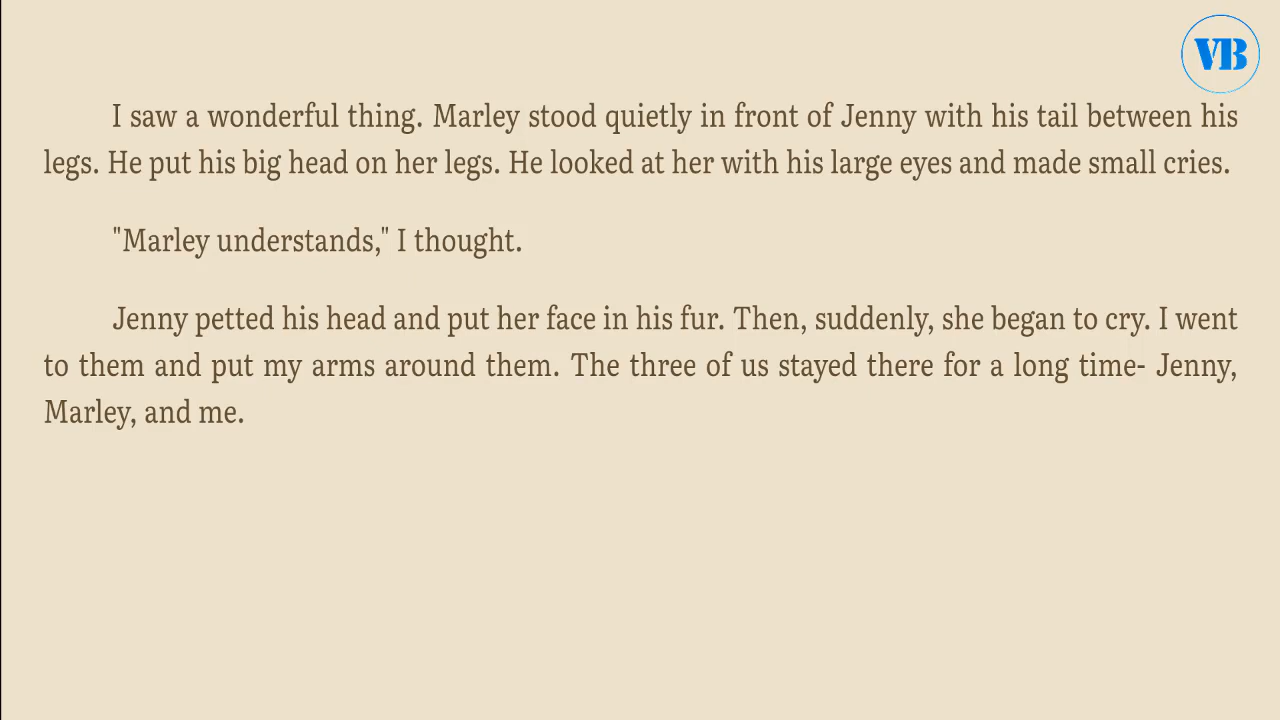 VB
I saw a wonderful thing. Marley stood quietly in front of Jenny with his tail between his
legs. He put his big head on her legs. He looked at her with his large eyes and made small cries.
"Marley understands," I thought.
Jenny petted his head and put her face in his fur. Then, suddenly, she began to cry. I went
to them and put my arms around them. The three of us stayed there for a long time- Jenny,
Marley, and me.